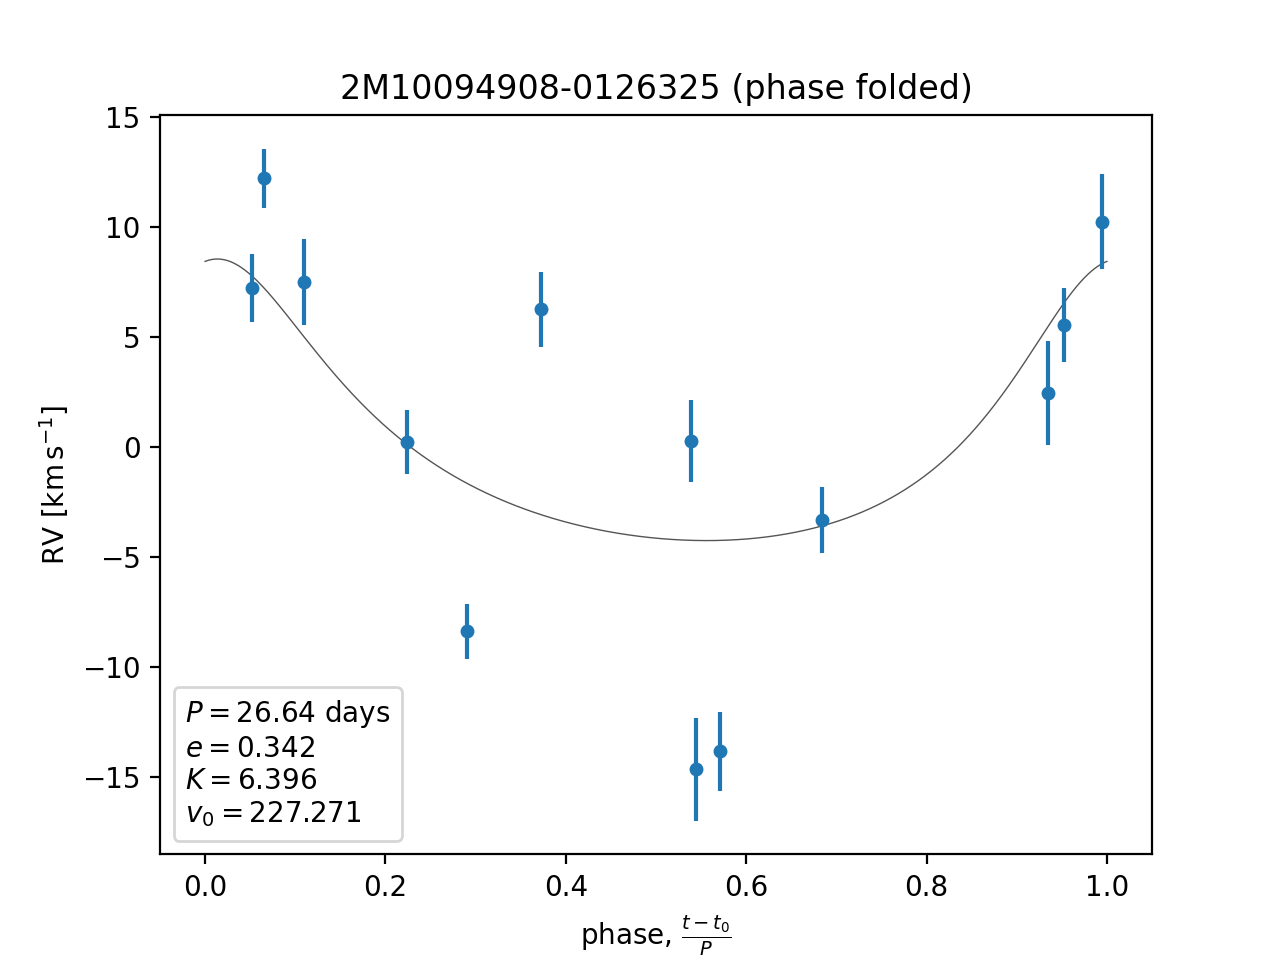 2M10094908-0126325 (phase folded)
15
10
5
0
−5
−10
−15
RV [km s⁻¹]
P = 26.64 days
e = 0.342
K = 6.396
v₀ = 227.271
0.0 0.2 0.4 0.6 0.8 1.0
phase, (t − t₀)/P